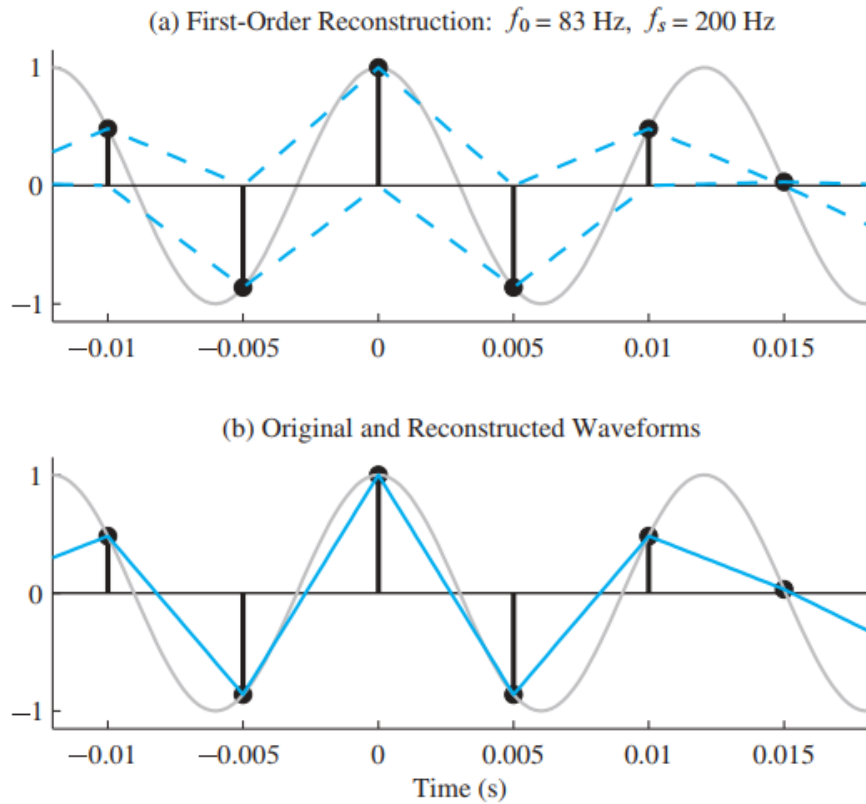 (a) First-Order Reconstruction: f₀ = 83 Hz, fₛ = 200 Hz
1
0
−1
−0.01 −0.005 0 0.005 0.01 0.015
(b) Original and Reconstructed Waveforms
1
0
−1
−0.01 −0.005 0 0.005 0.01 0.015
Time (s)